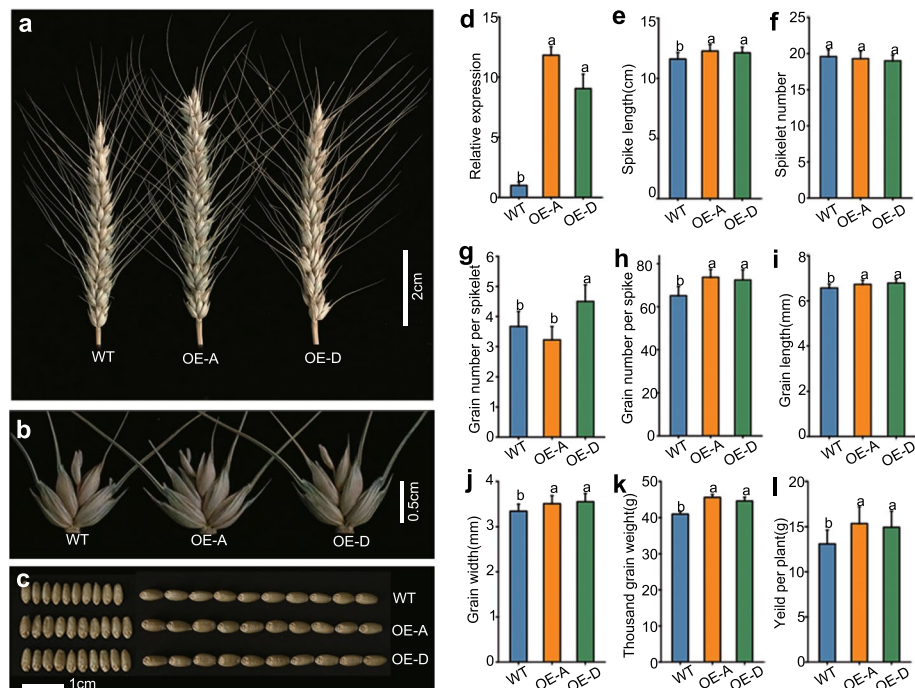 a
WT
OE-A
OE-D
2cm
b
WT
OE-A
OE-D
0.5cm
c
WT
OE-A
OE-D
1cm
d
15
10
5
0
Relative expression
b
a
a
WT
OE-A
OE-D
e
15
10
5
0
Spike length(cm)
b
a
a
WT
OE-A
OE-D
f
25
20
15
10
5
0
Spikelet number
a
a
a
WT
OE-A
OE-D
g
6
5
4
3
2
1
0
Grain number per spikelet
b
b
a
WT
OE-A
OE-D
h
80
60
40
20
0
Grain number per spike
b
a
a
WT
OE-A
OE-D
i
8
6
4
2
0
Grain length(mm)
b
a
a
WT
OE-A
OE-D
j
4
3
2
1
0
Grain width(mm)
b
a
a
WT
OE-A
OE-D
k
50
40
30
20
10
0
Thousand grain weight(g)
b
a
a
WT
OE-A
OE-D
l
20
15
10
5
0
Yeild per plant(g)
b
a
a
WT
OE-A
OE-D